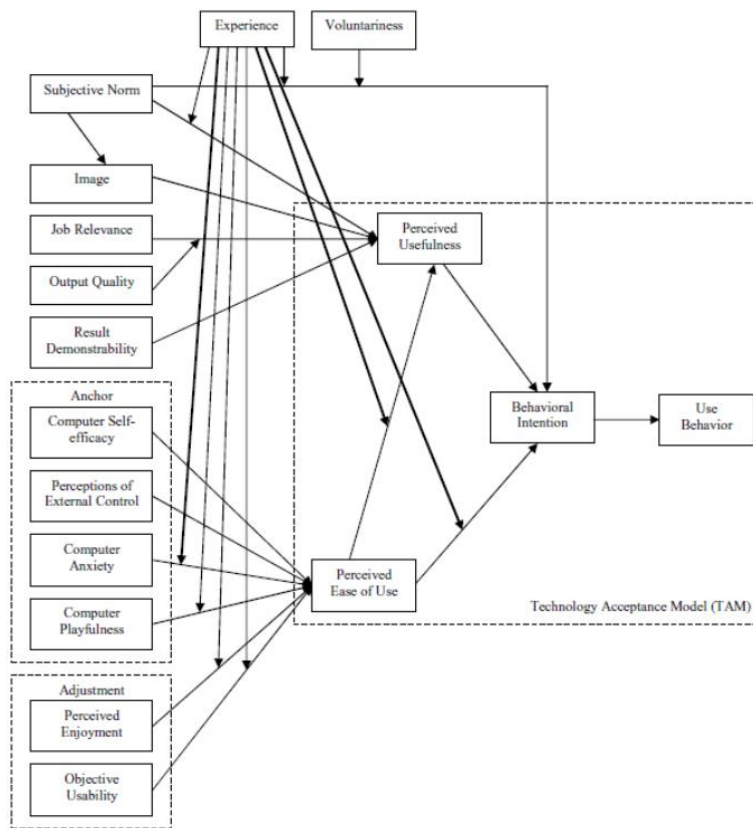 Experience
Voluntariness
Subjective Norm
Image
Job Relevance
Output Quality
Result
Demonstrability
Perceived
Usefulness
Anchor
Computer Self-
efficacy
Perceptions of
External Control
Computer
Anxiety
Computer
Playfulness
Behavioral
Intention
Use
Behavior
Perceived
Ease of Use
Technology Acceptance Model (TAM)
Adjustment
Perceived
Enjoyment
Objective
Usability